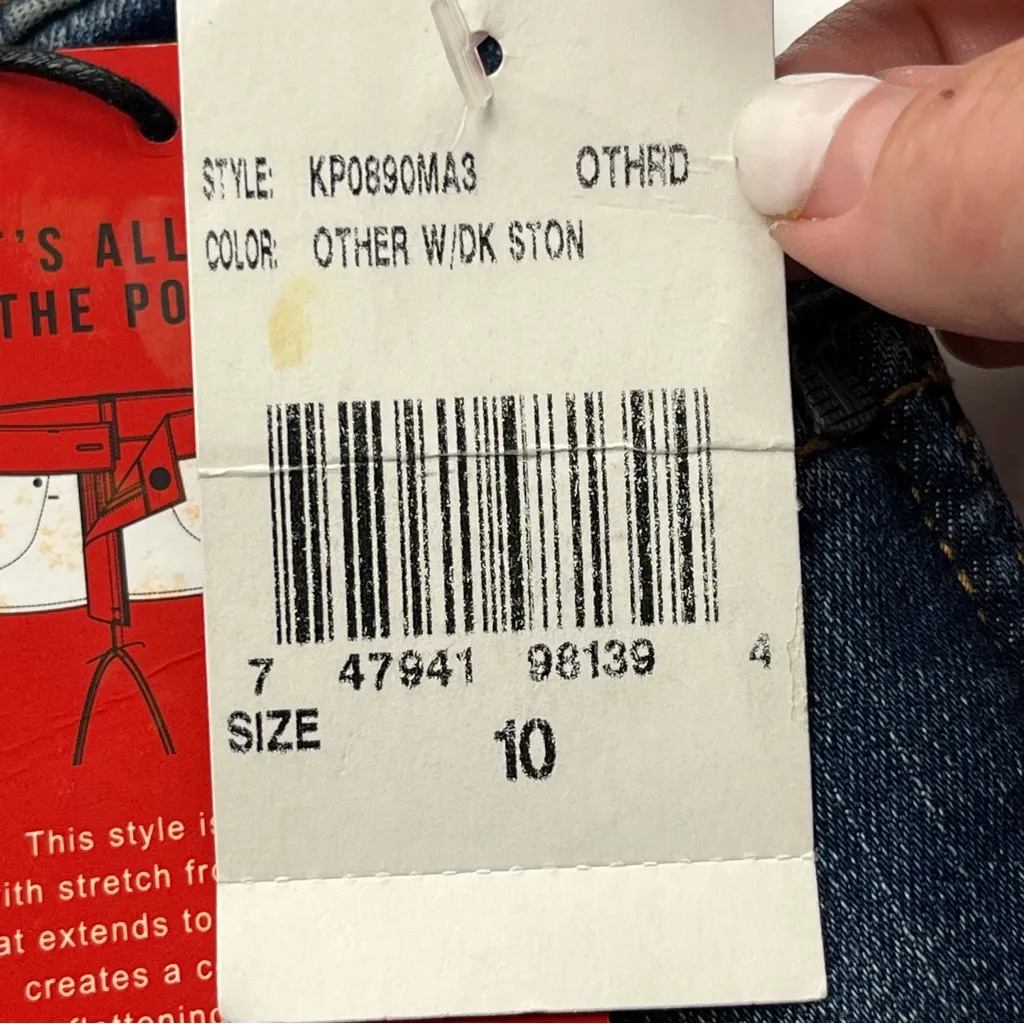 STYLE: KP0890MA3 OTHRD
COLOR: OTHER W/DK STON
7 47941 98139 4
SIZE 10
'S ALL
THE PO
This style is
ith stretch fr
at extends to
creates a c
flattening